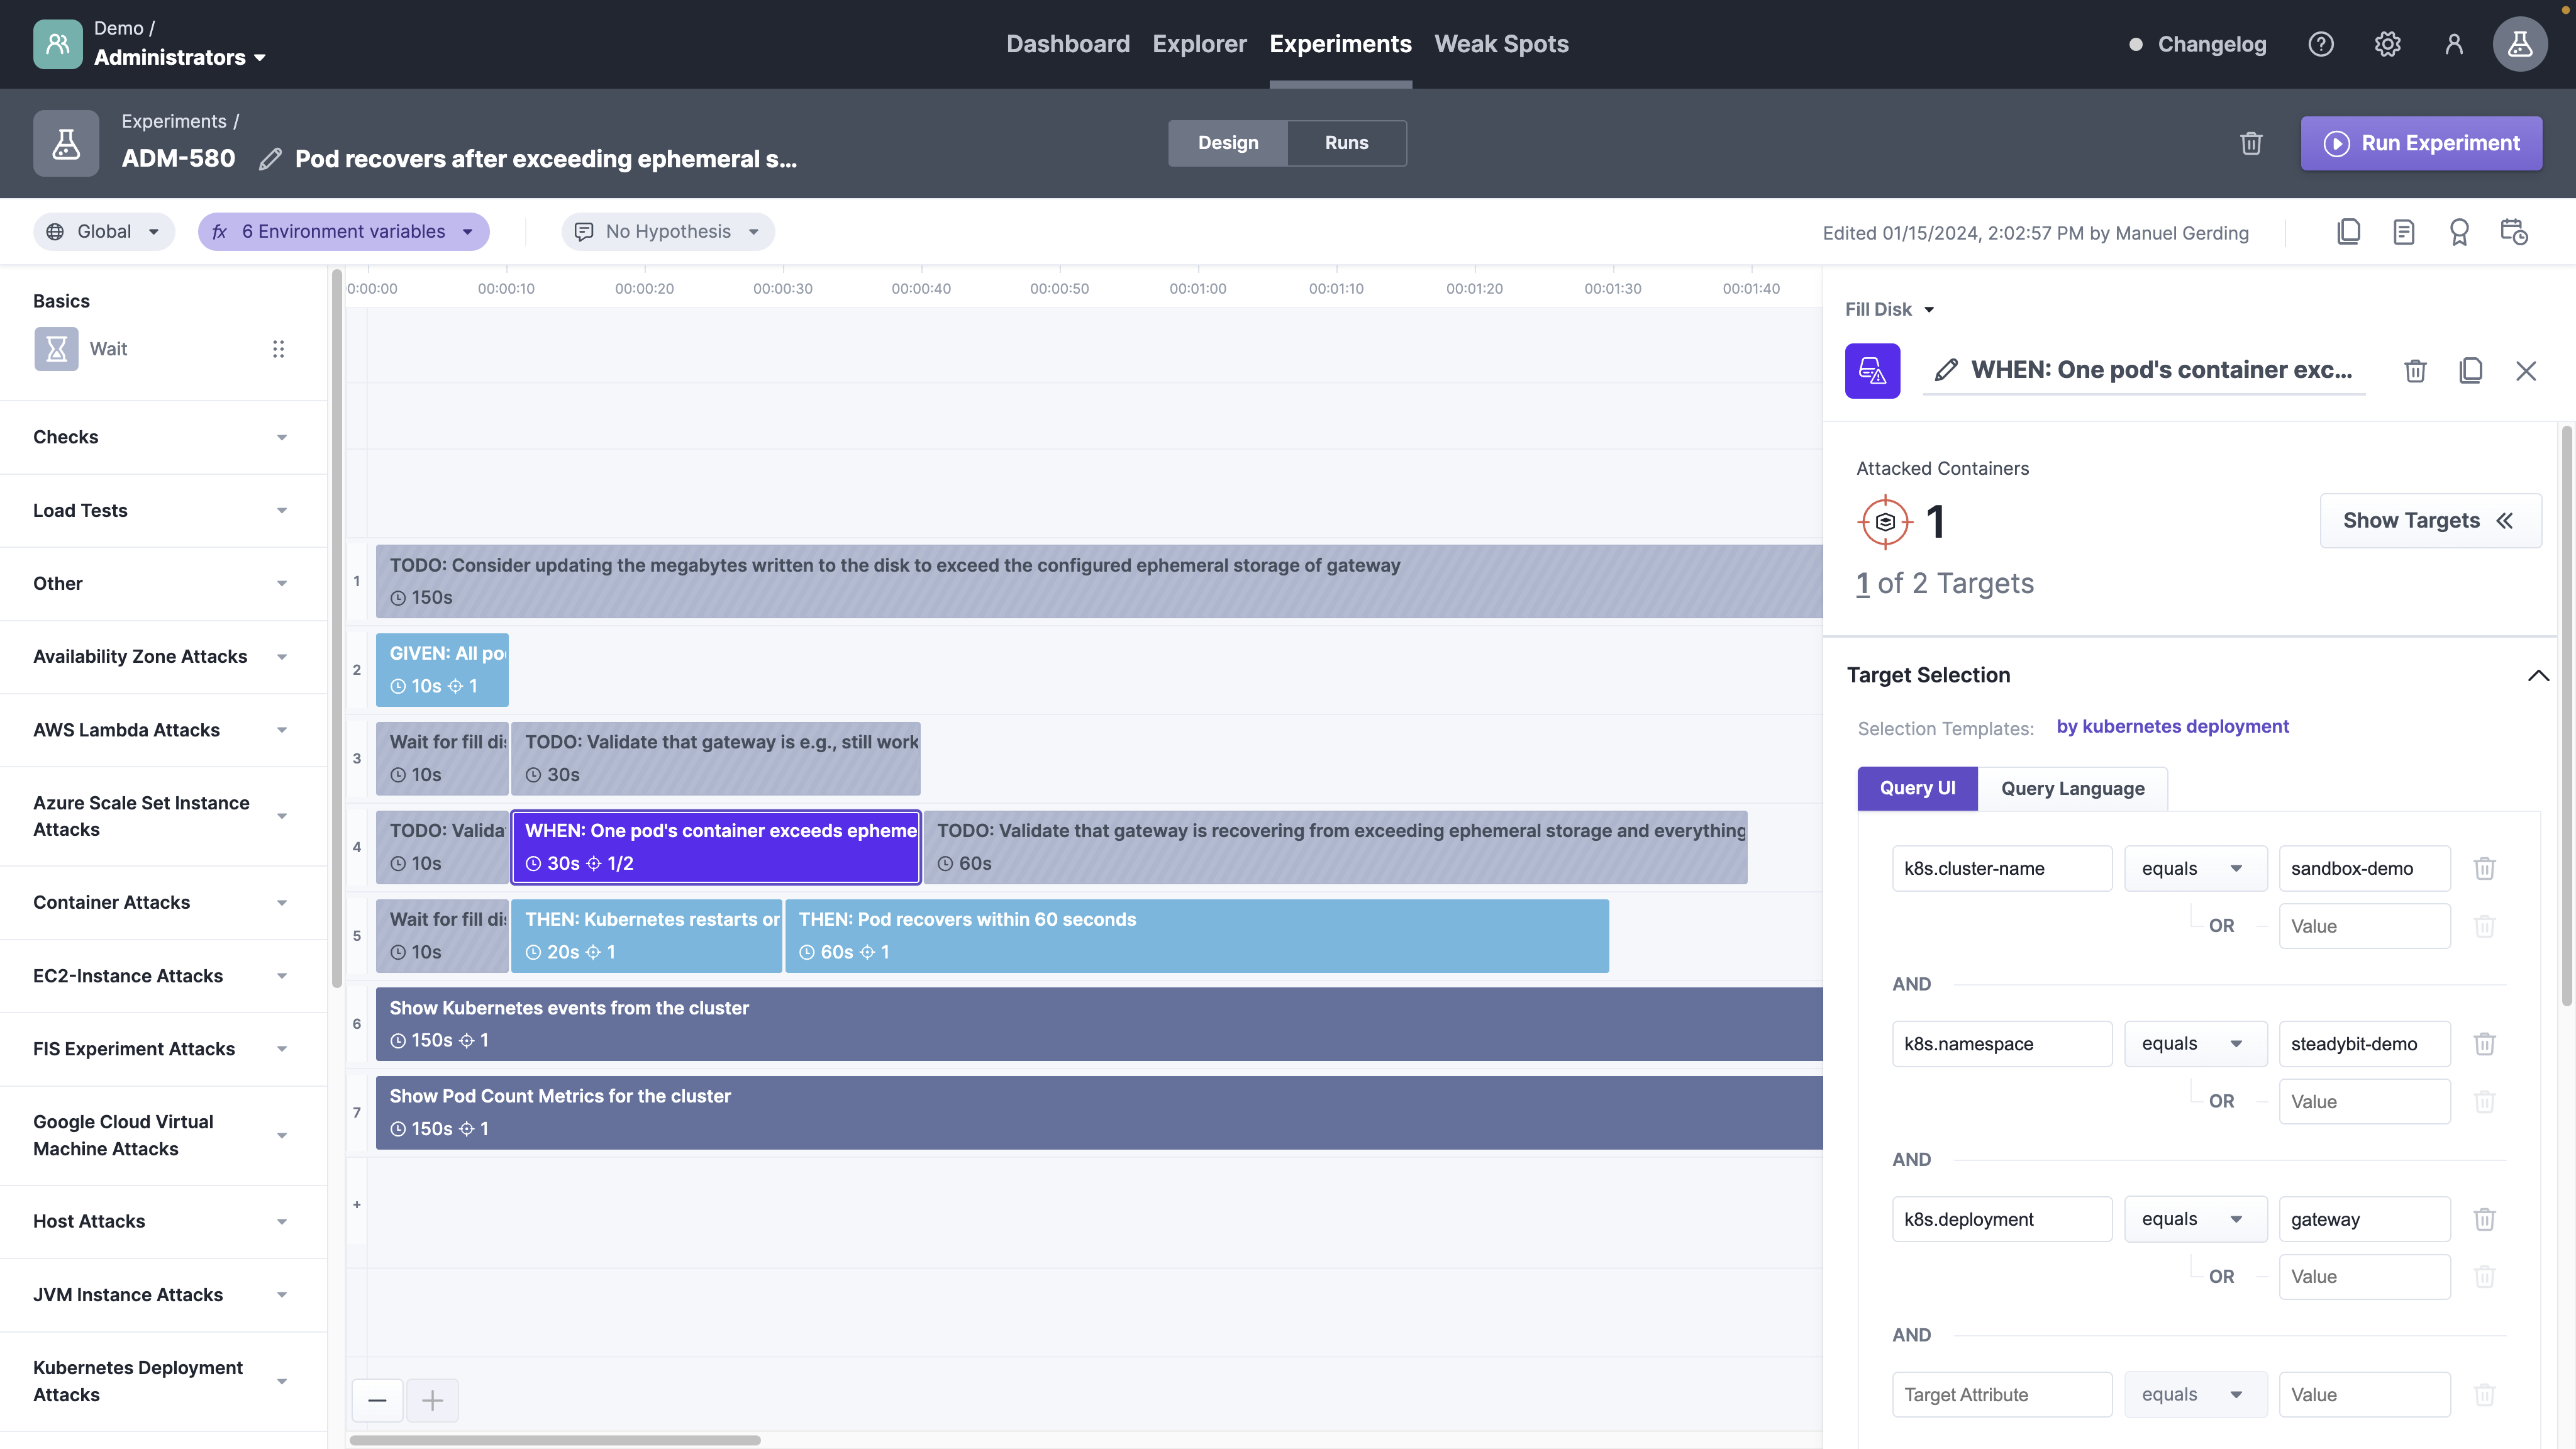 Demo /
Administrators
Dashboard Explorer Experiments Weak Spots
Changelog
Experiments /
ADM-580 Pod recovers after exceeding ephemeral s...
Design Runs
Run Experiment
Global
fx 6 Environment variables
No Hypothesis
Edited 01/15/2024, 2:02:57 PM by Manuel Gerding
Basics
Wait
Checks
Load Tests
Other
Availability Zone Attacks
AWS Lambda Attacks
Azure Scale Set Instance
Attacks
Container Attacks
EC2-Instance Attacks
FIS Experiment Attacks
Google Cloud Virtual
Machine Attacks
Host Attacks
JVM Instance Attacks
Kubernetes Deployment
Attacks
0:00:00 00:00:10 00:00:20 00:00:30 00:00:40 00:00:50 00:01:00 00:01:10 00:01:20 00:01:30 00:01:40
1
TODO: Consider updating the megabytes written to the disk to exceed the configured ephemeral storage of gateway
150s
2
GIVEN: All po
10s 1
3
Wait for fill di
10s
TODO: Validate that gateway is e.g., still work
30s
4
TODO: Valida
10s
WHEN: One pod's container exceeds epheme
30s 1/2
TODO: Validate that gateway is recovering from exceeding ephemeral storage and everything
60s
5
Wait for fill di
10s
THEN: Kubernetes restarts or
20s 1
THEN: Pod recovers within 60 seconds
60s 1
6
Show Kubernetes events from the cluster
150s 1
7
Show Pod Count Metrics for the cluster
150s 1
+
Fill Disk
WHEN: One pod's container exc...
Attacked Containers
1
Show Targets
1 of 2 Targets
Target Selection
Selection Templates: by kubernetes deployment
Query UI Query Language
k8s.cluster-name equals sandbox-demo
OR Value
AND
k8s.namespace equals steadybit-demo
OR Value
AND
k8s.deployment equals gateway
OR Value
AND
Target Attribute equals Value